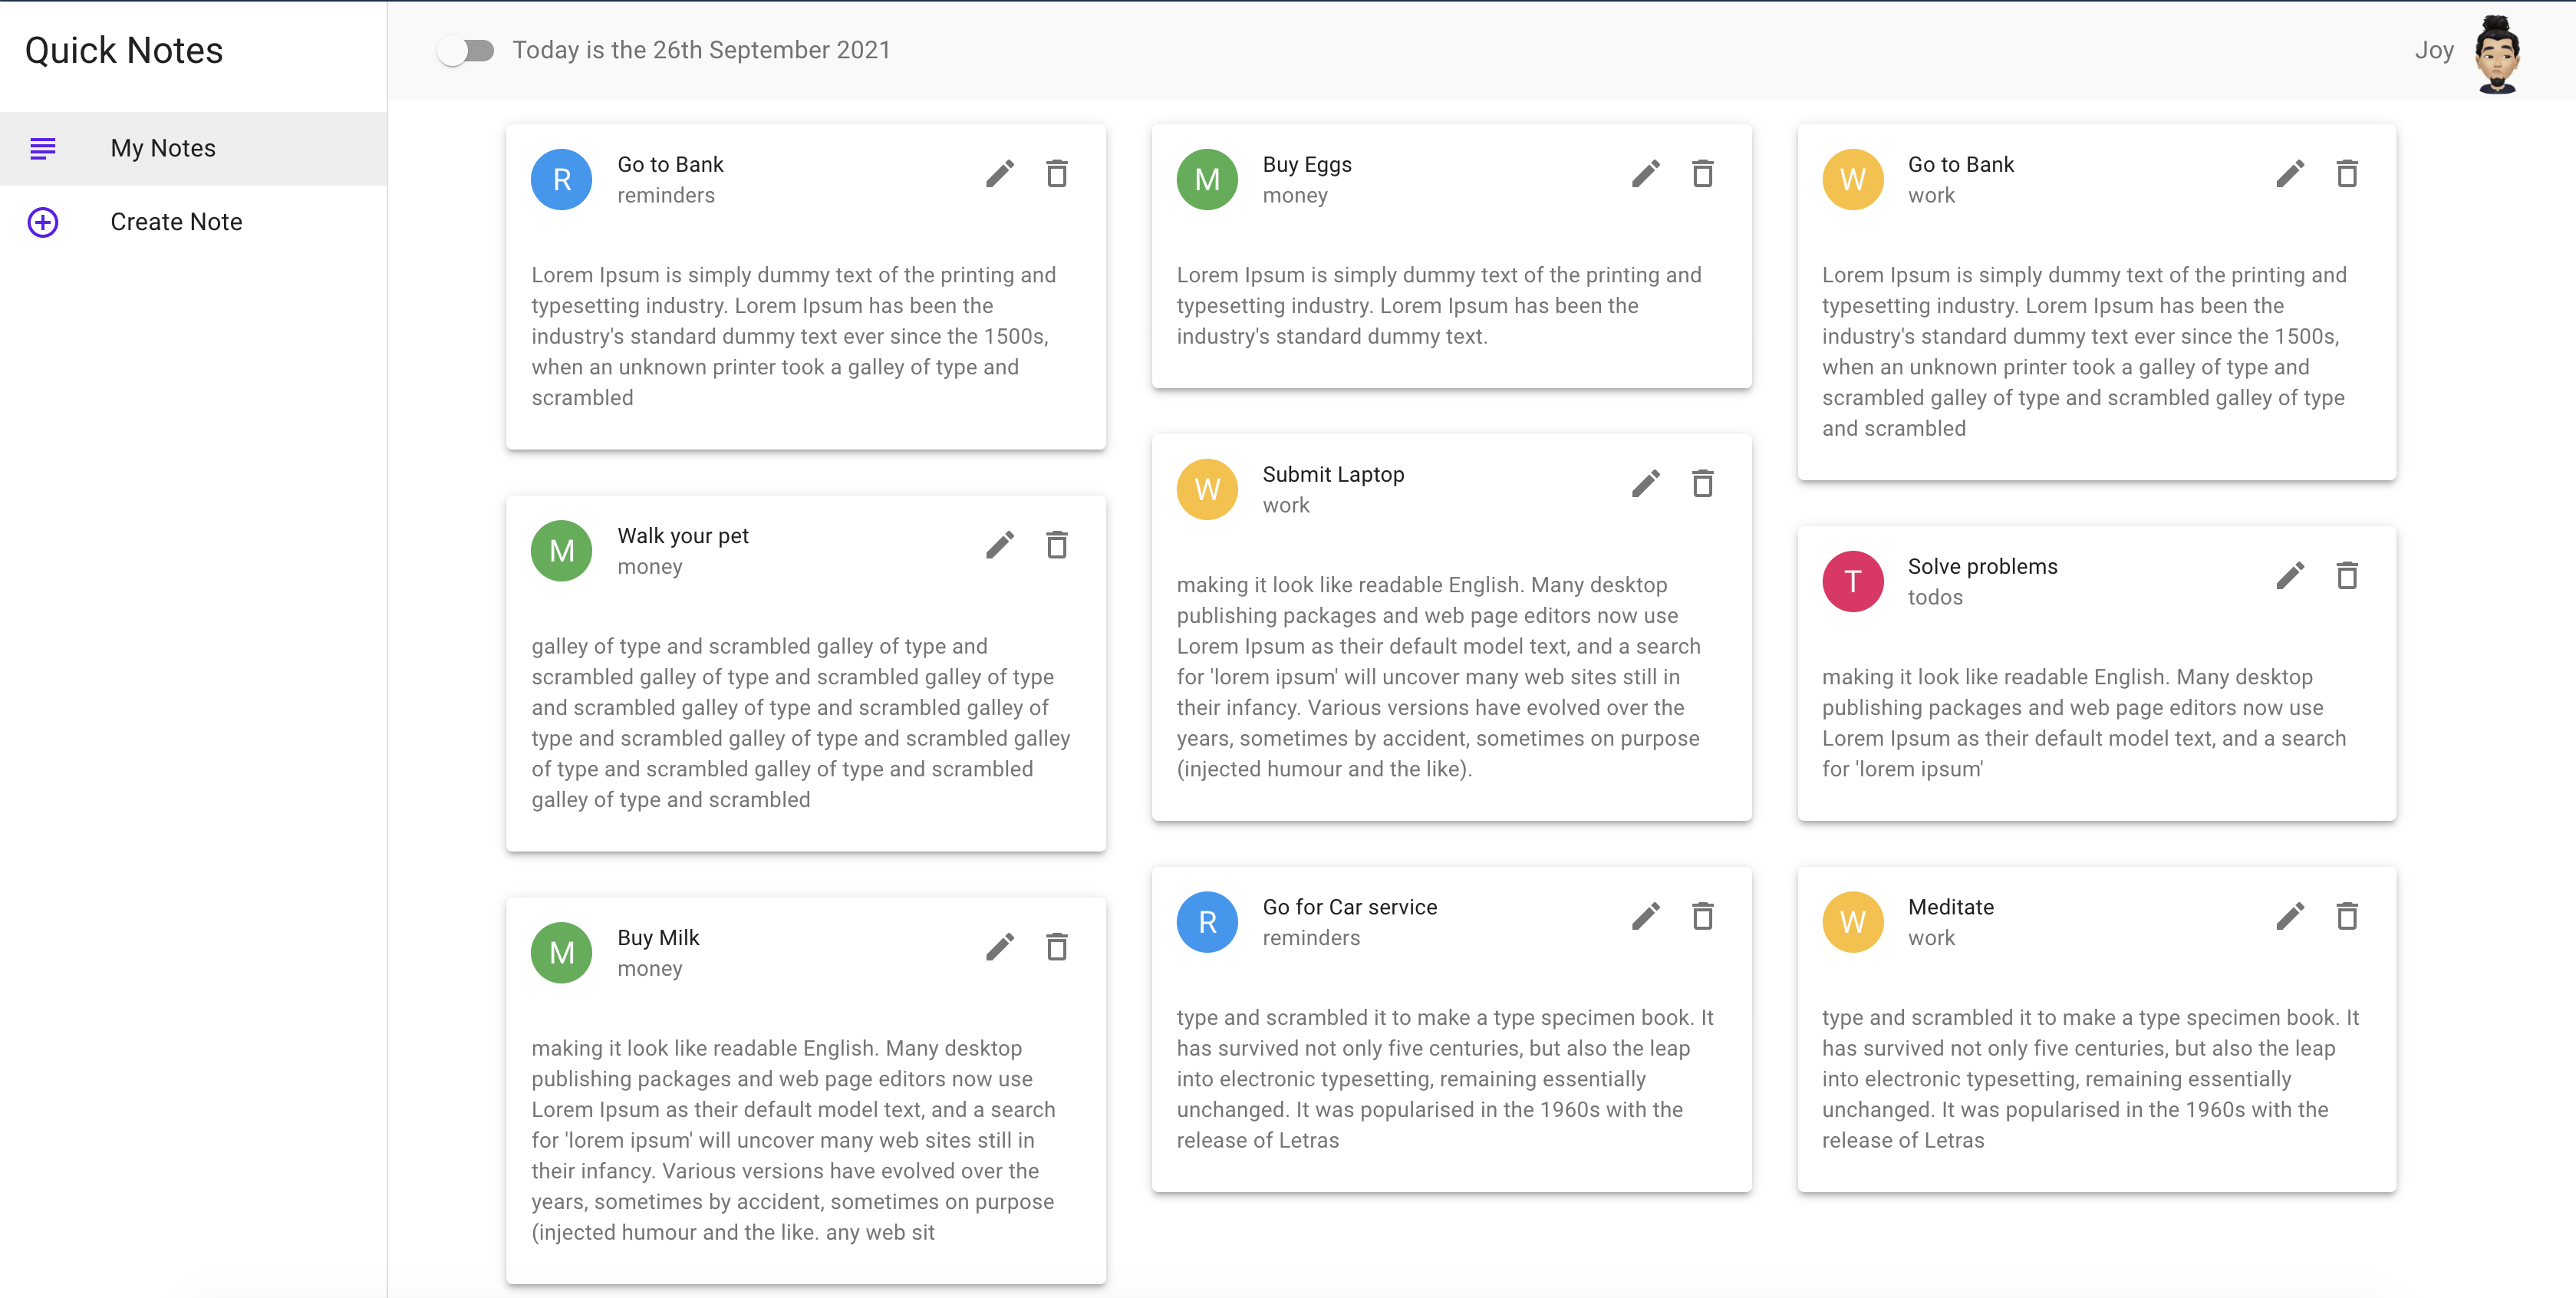 Quick Notes
My Notes
Create Note
Today is the 26th September 2021
Joy
R
Go to Bank
reminders
Lorem Ipsum is simply dummy text of the printing and
typesetting industry. Lorem Ipsum has been the
industry's standard dummy text ever since the 1500s,
when an unknown printer took a galley of type and
scrambled
M
Walk your pet
money
galley of type and scrambled galley of type and
scrambled galley of type and scrambled galley of type
and scrambled galley of type and scrambled galley of
type and scrambled galley of type and scrambled galley
of type and scrambled galley of type and scrambled
galley of type and scrambled
M
Buy Milk
money
making it look like readable English. Many desktop
publishing packages and web page editors now use
Lorem Ipsum as their default model text, and a search
for 'lorem ipsum' will uncover many web sites still in
their infancy. Various versions have evolved over the
years, sometimes by accident, sometimes on purpose
(injected humour and the like. any web sit
M
Buy Eggs
money
Lorem Ipsum is simply dummy text of the printing and
typesetting industry. Lorem Ipsum has been the
industry's standard dummy text.
W
Submit Laptop
work
making it look like readable English. Many desktop
publishing packages and web page editors now use
Lorem Ipsum as their default model text, and a search
for 'lorem ipsum' will uncover many web sites still in
their infancy. Various versions have evolved over the
years, sometimes by accident, sometimes on purpose
(injected humour and the like).
R
Go for Car service
reminders
type and scrambled it to make a type specimen book. It
has survived not only five centuries, but also the leap
into electronic typesetting, remaining essentially
unchanged. It was popularised in the 1960s with the
release of Letras
W
Go to Bank
work
Lorem Ipsum is simply dummy text of the printing and
typesetting industry. Lorem Ipsum has been the
industry's standard dummy text ever since the 1500s,
when an unknown printer took a galley of type and
scrambled galley of type and scrambled galley of type
and scrambled
T
Solve problems
todos
making it look like readable English. Many desktop
publishing packages and web page editors now use
Lorem Ipsum as their default model text, and a search
for 'lorem ipsum'
W
Meditate
work
type and scrambled it to make a type specimen book. It
has survived not only five centuries, but also the leap
into electronic typesetting, remaining essentially
unchanged. It was popularised in the 1960s with the
release of Letras